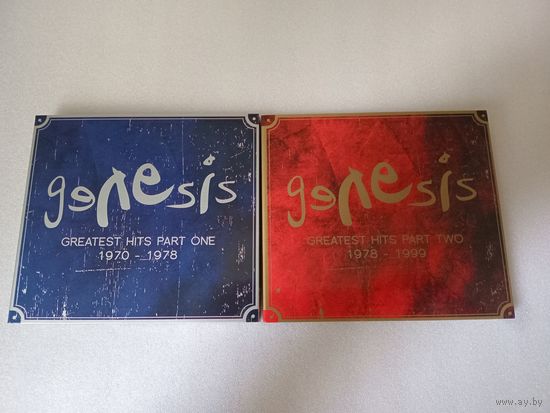 genesis
GREATEST HITS PART ONE
1970 - 1978
genesis
GREATEST HITS PART TWO
1978 - 1999
www.ay.by